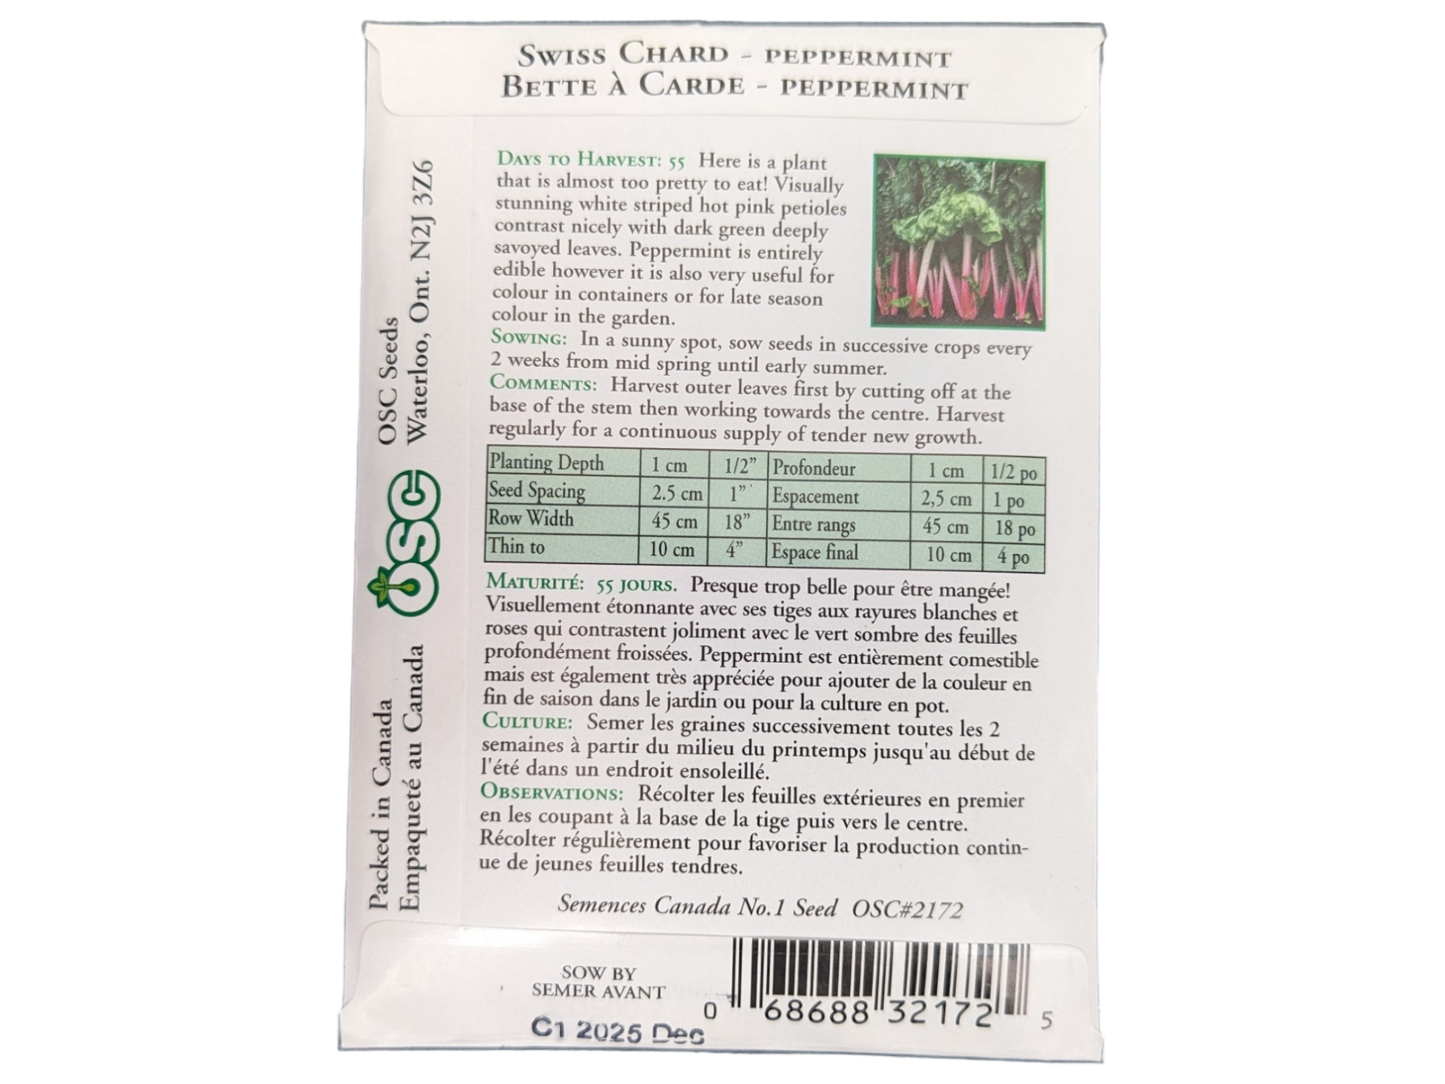 SWISS CHARD - PEPPERMINT
BETTE À CARDE - PEPPERMINT
DAYS TO HARVEST: 55 Here is a plant
that is almost too pretty to eat! Visually
stunning white striped hot pink petioles
contrast nicely with dark green deeply
savoyed leaves. Peppermint is entirely
edible however it is also very useful for
colour in containers or for late season
colour in the garden.
SOWING: In a sunny spot, sow seeds in successive crops every
2 weeks from mid spring until early summer.
COMMENTS: Harvest outer leaves first by cutting off at the
base of the stem then working towards the centre. Harvest
regularly for a continuous supply of tender new growth.
Planting Depth 1 cm 1/2” Profondeur 1 cm 1/2 po
Seed Spacing 2.5 cm 1” Espacement 2,5 cm 1 po
Row Width 45 cm 18” Entre rangs 45 cm 18 po
Thin to 10 cm 4” Espace final 10 cm 4 po
MATURITÉ: 55 JOURS. Presque trop belle pour être mangée!
Visuellement étonnante avec ses tiges aux rayures blanches et
roses qui contrastent joliment avec le vert sombre des feuilles
profondément froissées. Peppermint est entièrement comestible
mais est également très appréciée pour ajouter de la couleur en
fin de saison dans le jardin ou pour la culture en pot.
CULTURE: Semer les graines successivement toutes les 2
semaines à partir du milieu du printemps jusqu'au début de
l'été dans un endroit ensoleillé.
OBSERVATIONS: Récolter les feuilles extérieures en premier
en les coupant à la base de la tige puis vers le centre.
Récolter régulièrement pour favoriser la production contin-
ue de jeunes feuilles tendres.
Semences Canada No.1 Seed OSC#2172
SOW BY
SEMER AVANT
C1 2025 Dec
0 68688 32172 5
OSC Seeds
Waterloo, Ont. N2J 3Z6
OSC
Packed in Canada
Empaqueté au Canada